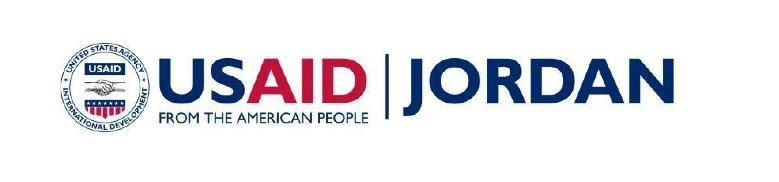 UNITED STATES AGENCY
USAID
INTERNATIONAL DEVELOPMENT
USAID | JORDAN
FROM THE AMERICAN PEOPLE